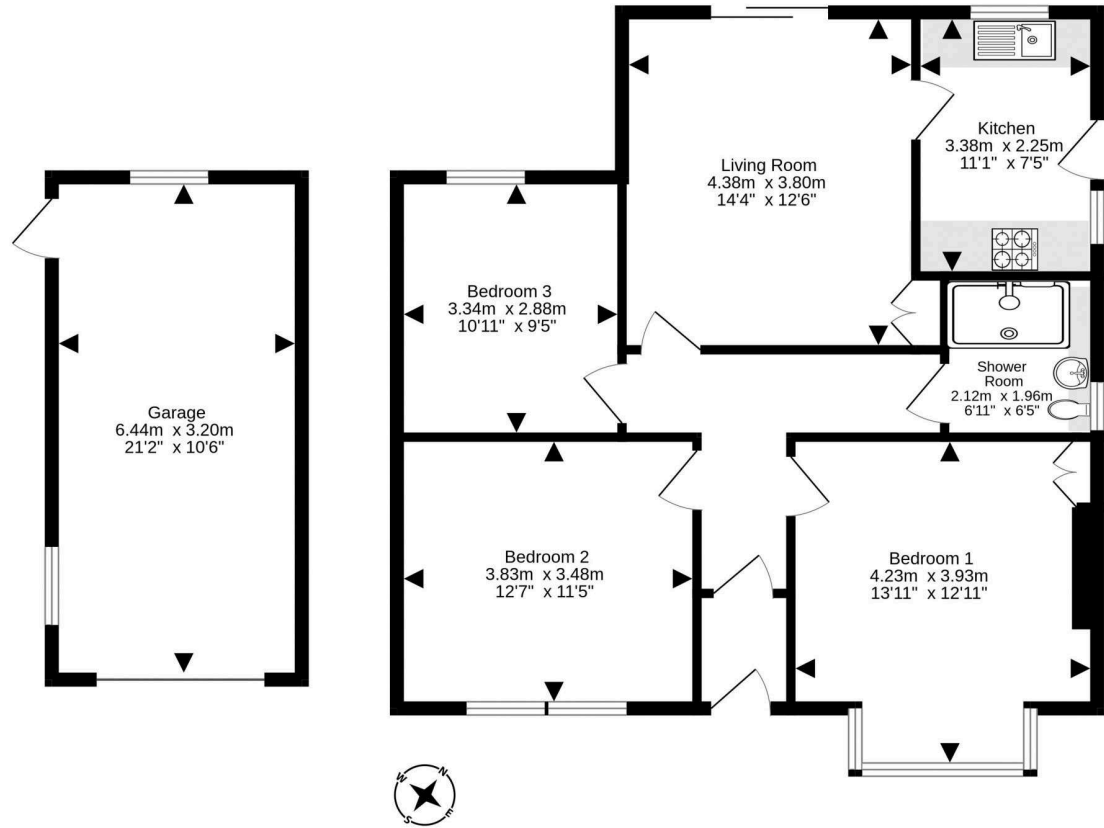 Kitchen
3.38m x 2.25m
11'1" x 7'5"
Living Room
4.38m x 3.80m
14'4" x 12'6"
Bedroom 3
3.34m x 2.88m
10'11" x 9'5"
Shower
Room
2.12m x 1.96m
6'11" x 6'5"
Garage
6.44m x 3.20m
21'2" x 10'6"
Bedroom 2
3.83m x 3.48m
12'7" x 11'5"
Bedroom 1
4.23m x 3.93m
13'11" x 12'11"
N
E
S
W